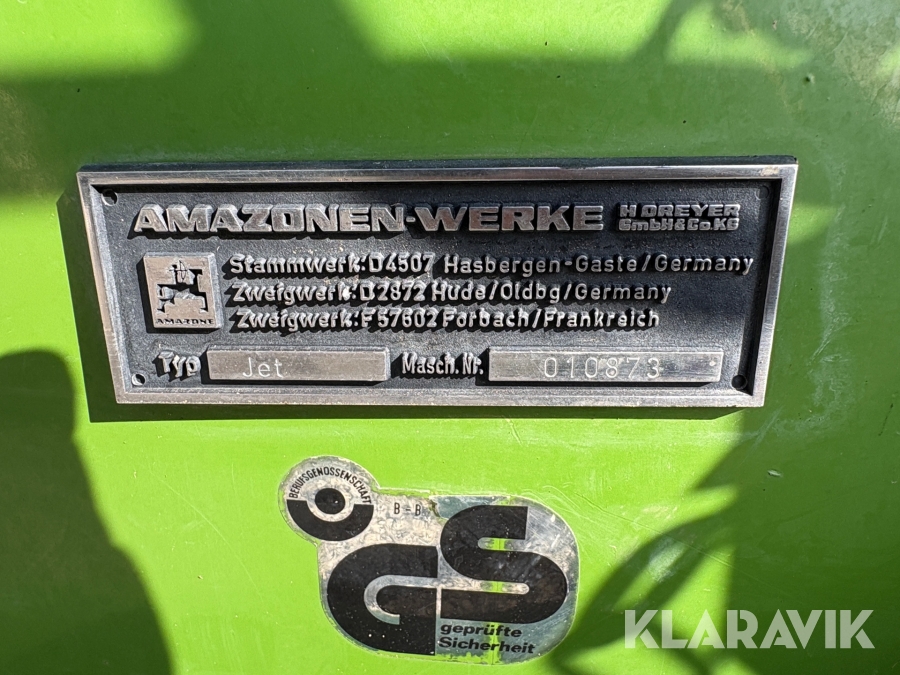 AMAZONEN-WERKE H DREYER GmbH&Co.KG
Stammwerk:D4507 Hasbergen-Gaste/Germany
Zweigwerk:D2872 Hude/Oldbg/Germany
Zweigwerk:F57602 Forbach/Frankreich
AMAZONE
Typ Jet Masch.Nr. 010873
BERUFSGENOSSENSCHAFT
B=B
GS
geprüfte
Sicherheit
KLARAVIK